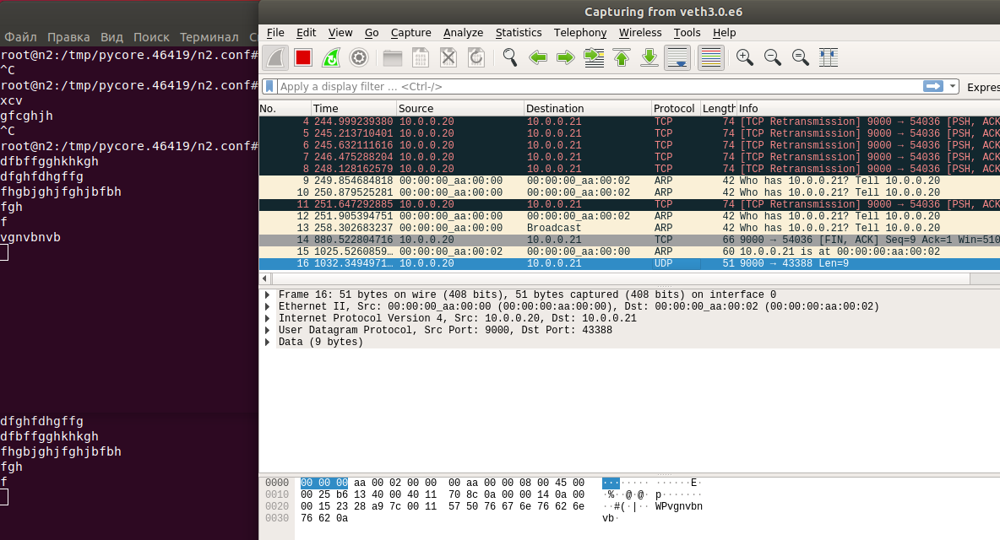 Capturing from veth3.0.e6
Файл Правка Вид Поиск Терминал С
root@n2:/tmp/pycore.46419/n2.conf#
^C
root@n2:/tmp/pycore.46419/n2.conf#
xcv
gfcghjh
^C
root@n2:/tmp/pycore.46419/n2.conf#
dfbffgghkhkgh
dfghfdhgffg
fhgbjghjfghjbfbh
fgh
f
vgnvbnvb
dfghfdhgffg
dfbffgghkhkgh
fhgbjghjfghjbfbh
fgh
f
File Edit View Go Capture Analyze Statistics Telephony Wireless Tools Help
Apply a display filter ... <Ctrl-/> Expres
No. Time Source Destination Protocol Length Info
4 244.999239380 10.0.0.20 10.0.0.21 TCP 74 [TCP Retransmission] 9000 → 54036 [PSH, ACK
5 245.213710401 10.0.0.20 10.0.0.21 TCP 74 [TCP Retransmission] 9000 → 54036 [PSH, ACK
6 245.632111616 10.0.0.20 10.0.0.21 TCP 74 [TCP Retransmission] 9000 → 54036 [PSH, ACK
7 246.475288204 10.0.0.20 10.0.0.21 TCP 74 [TCP Retransmission] 9000 → 54036 [PSH, ACK
8 248.128162579 10.0.0.20 10.0.0.21 TCP 74 [TCP Retransmission] 9000 → 54036 [PSH, ACK
9 249.854684818 00:00:00_aa:00:00 00:00:00_aa:00:02 ARP 42 Who has 10.0.0.21? Tell 10.0.0.20
10 250.879525281 00:00:00_aa:00:00 00:00:00_aa:00:02 ARP 42 Who has 10.0.0.21? Tell 10.0.0.20
11 251.647292885 10.0.0.20 10.0.0.21 TCP 74 [TCP Retransmission] 9000 → 54036 [PSH, ACK
12 251.905394751 00:00:00_aa:00:00 00:00:00_aa:00:02 ARP 42 Who has 10.0.0.21? Tell 10.0.0.20
13 258.302683237 00:00:00_aa:00:00 Broadcast ARP 42 Who has 10.0.0.21? Tell 10.0.0.20
14 880.522804716 10.0.0.20 10.0.0.21 TCP 66 9000 → 54036 [FIN, ACK] Seq=9 Ack=1 Win=510
15 1025.5260859… 00:00:00_aa:00:02 00:00:00_aa:00:00 ARP 60 10.0.0.21 is at 00:00:00:aa:00:02
16 1032.3494971… 10.0.0.20 10.0.0.21 UDP 51 9000 → 43388 Len=9
Frame 16: 51 bytes on wire (408 bits), 51 bytes captured (408 bits) on interface 0
Ethernet II, Src: 00:00:00_aa:00:00 (00:00:00:aa:00:00), Dst: 00:00:00_aa:00:02 (00:00:00:aa:00:02)
Internet Protocol Version 4, Src: 10.0.0.20, Dst: 10.0.0.21
User Datagram Protocol, Src Port: 9000, Dst Port: 43388
Data (9 bytes)
0000 00 00 00 aa 00 02 00 00 00 aa 00 00 08 00 45 00 ········ ······E·
0010 00 25 b6 13 40 00 40 11 70 8c 0a 00 00 14 0a 00 ·%··@·@· p·······
0020 00 15 23 28 a9 7c 00 11 57 50 76 67 6e 76 62 6e ··#(·|·· WPvgnvbn
0030 76 62 0a vb·